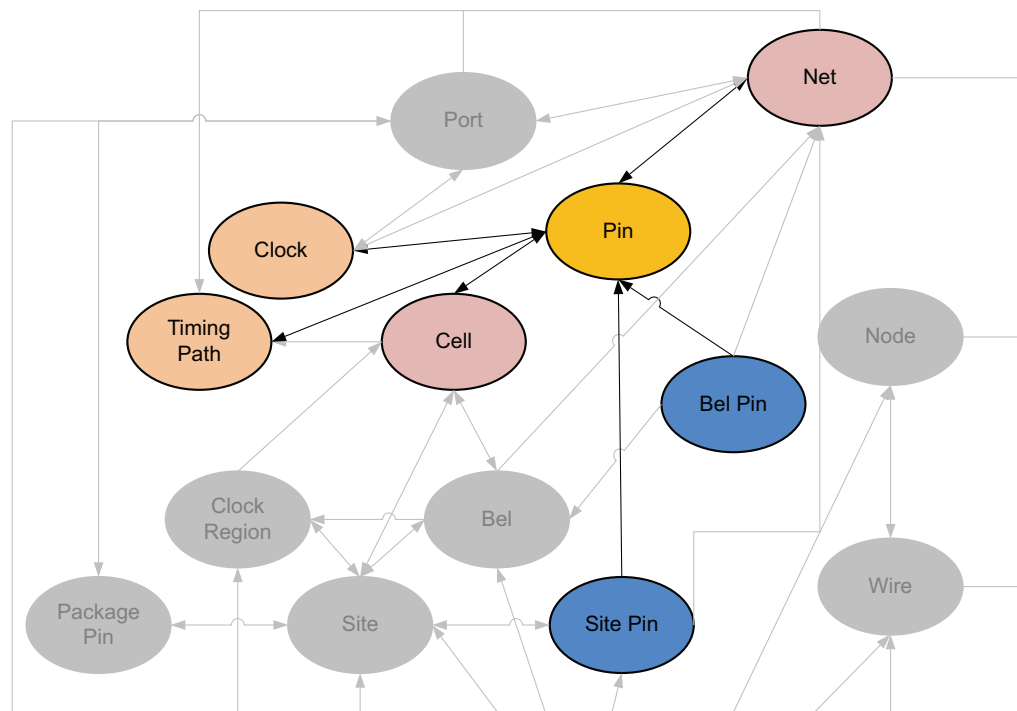 Net
Port
Pin
Clock
Timing
Path
Cell
Node
Bel Pin
Clock
Region
Bel
Package
Pin
Site
Site Pin
Wire